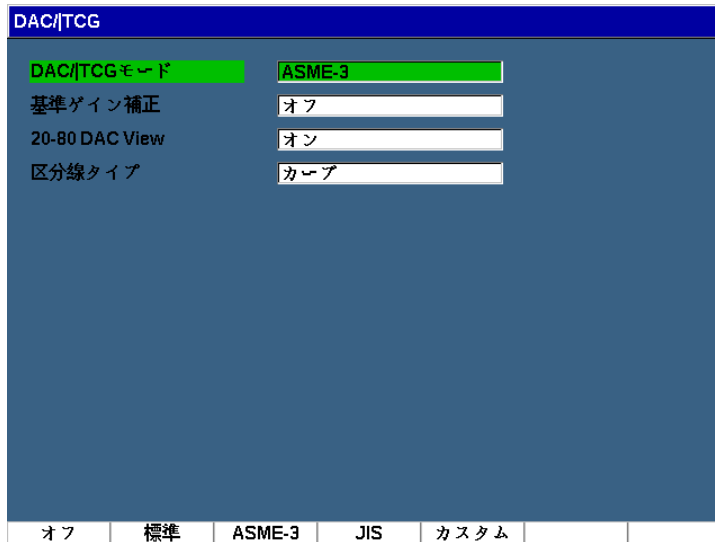 DAC/TCG
DAC/TCGモード ASME-3
基準ゲイン補正 オフ
20-80 DAC View オン
区分線タイプ カーブ
オフ 標準 ASME-3 JIS カスタム